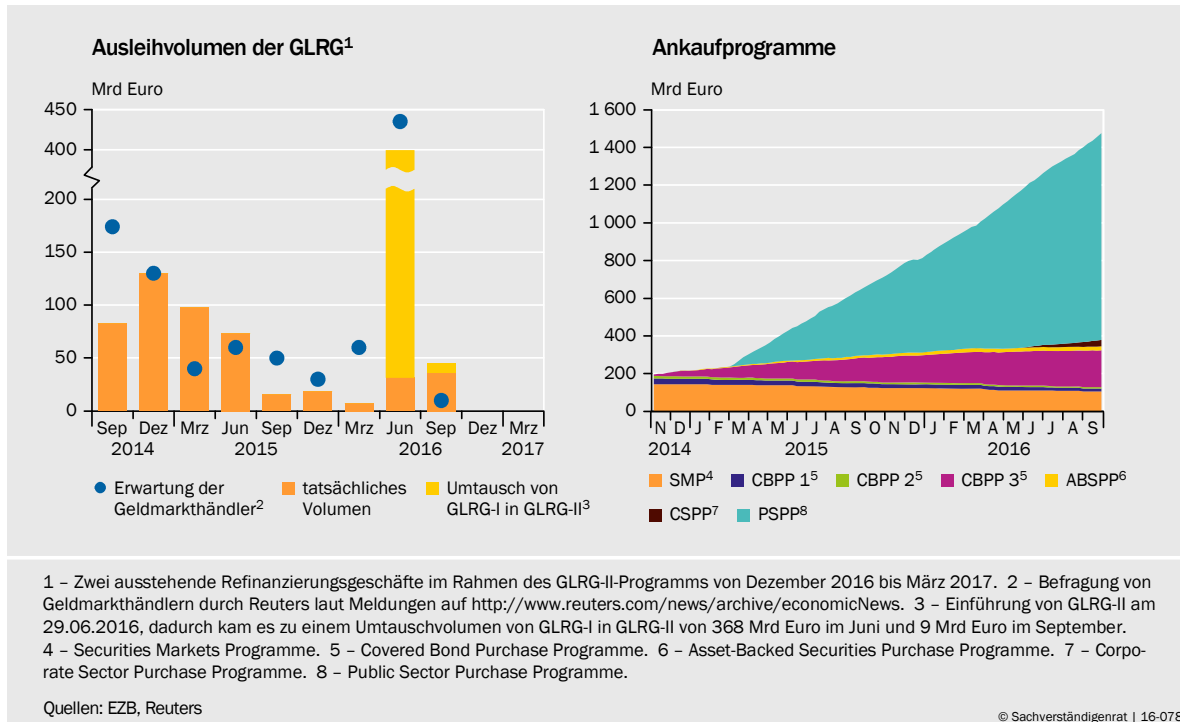 Ausleihvolumen der GLRG¹
Mrd Euro
450
400
200
150
100
50
0
Sep Dez Mrz Jun Sep Dez Mrz Jun Sep Dez Mrz
2014 2015 2016 2017
Erwartung der Geldmarkthändler²
tatsächliches Volumen
Umtausch von GLRG-I in GLRG-II³
Ankaufprogramme
Mrd Euro
1 600
1 400
1 200
1 000
800
600
400
200
0
N D J F M A M J J A S O N D J F M A M J J A S
2014 2015 2016
SMP⁴ CBPP 1⁵ CBPP 2⁵ CBPP 3⁵ ABSPP⁶
CSPP⁷ PSPP⁸
1 – Zwei ausstehende Refinanzierungsgeschäfte im Rahmen des GLRG-II-Programms von Dezember 2016 bis März 2017. 2 – Befragung von
Geldmarkthändlern durch Reuters laut Meldungen auf http://www.reuters.com/news/archive/economicNews. 3 – Einführung von GLRG-II am
29.06.2016, dadurch kam es zu einem Umtauschvolumen von GLRG-I in GLRG-II von 368 Mrd Euro im Juni und 9 Mrd Euro im September.
4 – Securities Markets Programme. 5 – Covered Bond Purchase Programme. 6 – Asset-Backed Securities Purchase Programme. 7 – Corpo-
rate Sector Purchase Programme. 8 – Public Sector Purchase Programme.
Quellen: EZB, Reuters
© Sachverständigenrat | 16-078